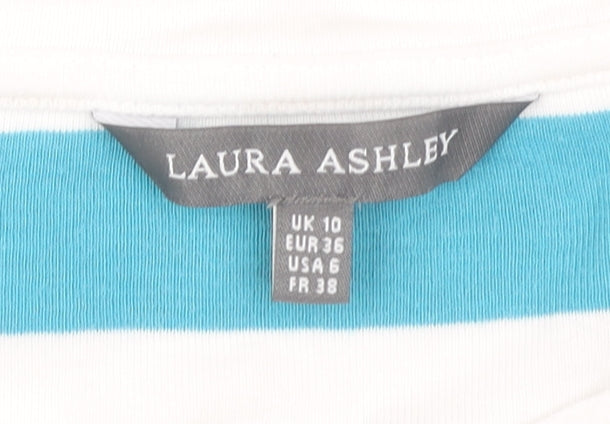 LAURA ASHLEY
UK 10
EUR 36
USA 6
FR 38